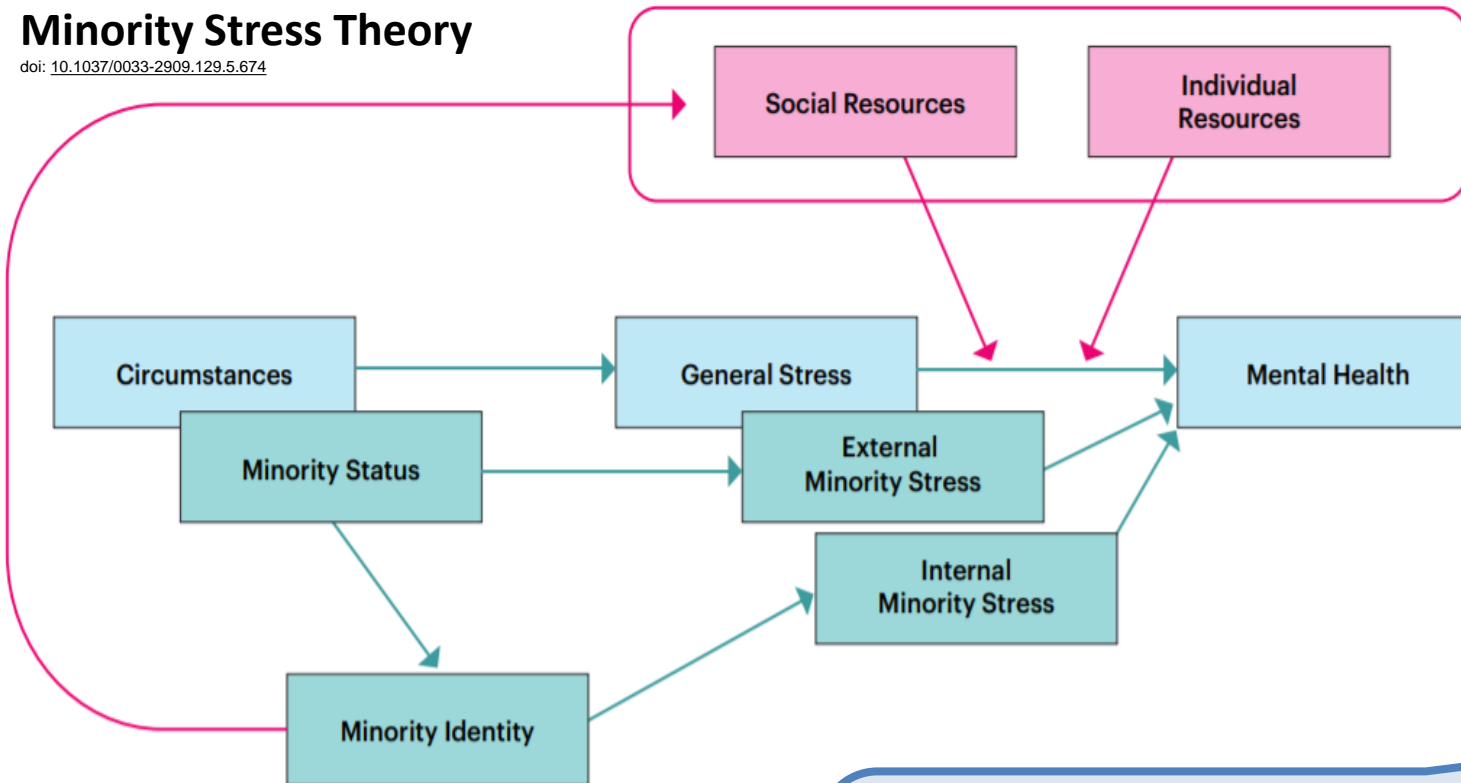 Minority Stress Theory
doi: 10.1037/0033-2909.129.5.674
Social Resources
Individual
Resources
Circumstances
General Stress
Mental Health
Minority Status
External
Minority Stress
Internal
Minority Stress
Minority Identity